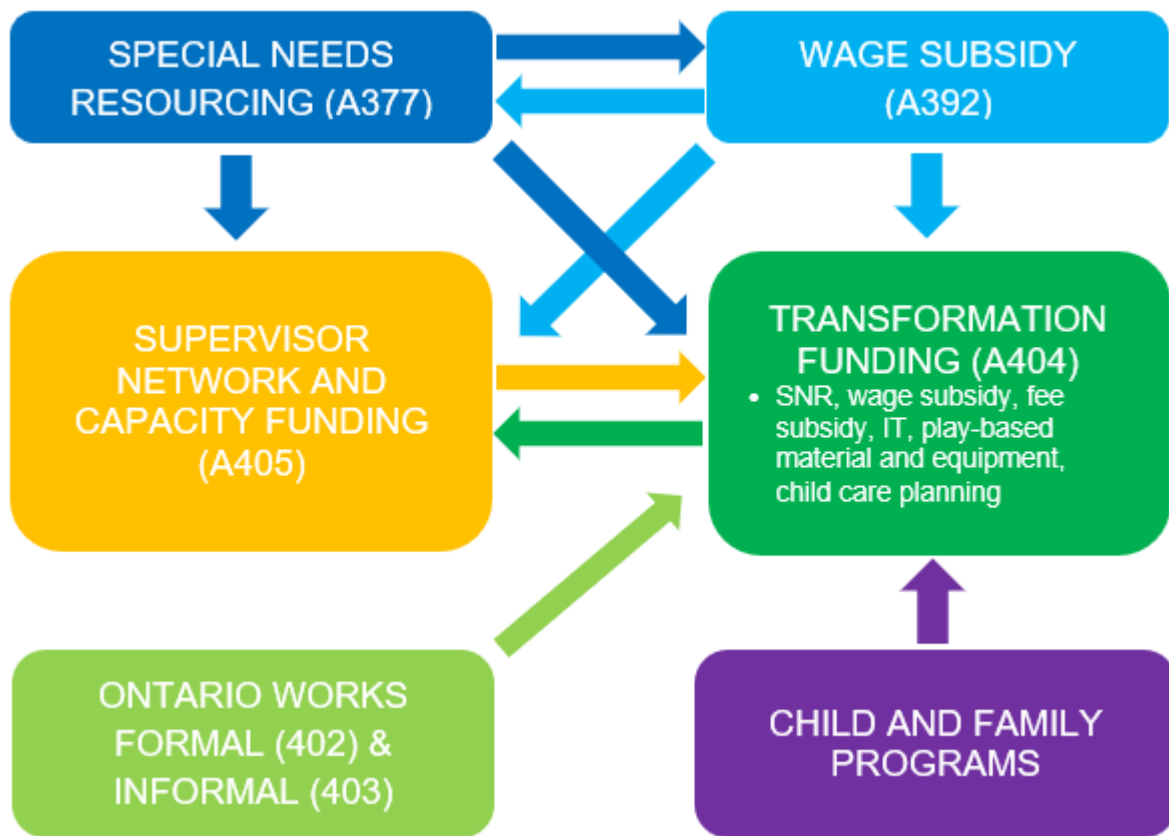 SPECIAL NEEDS
RESOURCING (A377)
WAGE SUBSIDY
(A392)
SUPERVISOR
NETWORK AND
CAPACITY FUNDING
(A405)
TRANSFORMATION
FUNDING (A404)
• SNR, wage subsidy, fee
subsidy, IT, play-based
material and equipment,
child care planning
ONTARIO WORKS
FORMAL (402) &
INFORMAL (403)
CHILD AND FAMILY
PROGRAMS